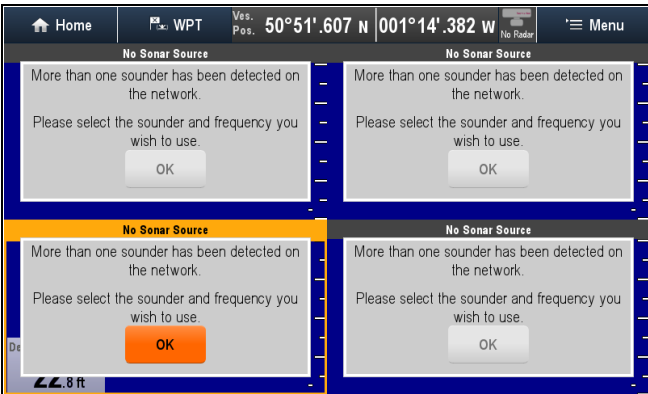 Home
WPT
Ves. Pos. 50°51'.607 N 001°14'.382 W
No Radar
Menu
No Sonar Source
More than one sounder has been detected on
the network.
Please select the sounder and frequency you
wish to use.
OK
No Sonar Source
More than one sounder has been detected on
the network.
Please select the sounder and frequency you
wish to use.
OK
No Sonar Source
More than one sounder has been detected on
the network.
Please select the sounder and frequency you
wish to use.
OK
22.8 ft
No Sonar Source
More than one sounder has been detected on
the network.
Please select the sounder and frequency you
wish to use.
OK